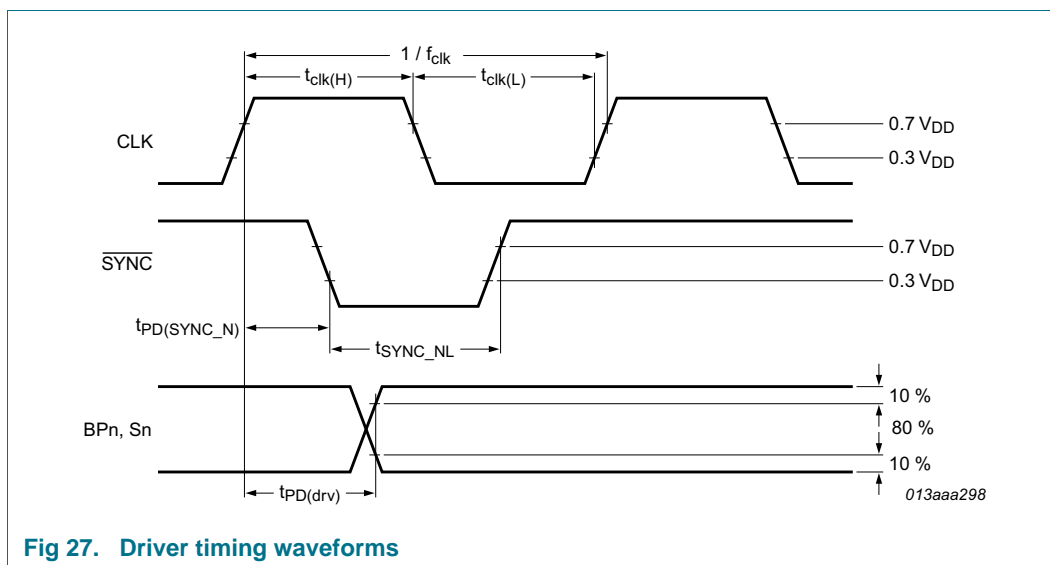 1 / fclk
tclk(H)
tclk(L)
CLK
0.7 VDD
0.3 VDD
SYNC
0.7 VDD
0.3 VDD
tPD(SYNC_N)
tSYNC_NL
BPn, Sn
10 %
80 %
10 %
tPD(drv)
013aaa298
Fig 27. Driver timing waveforms